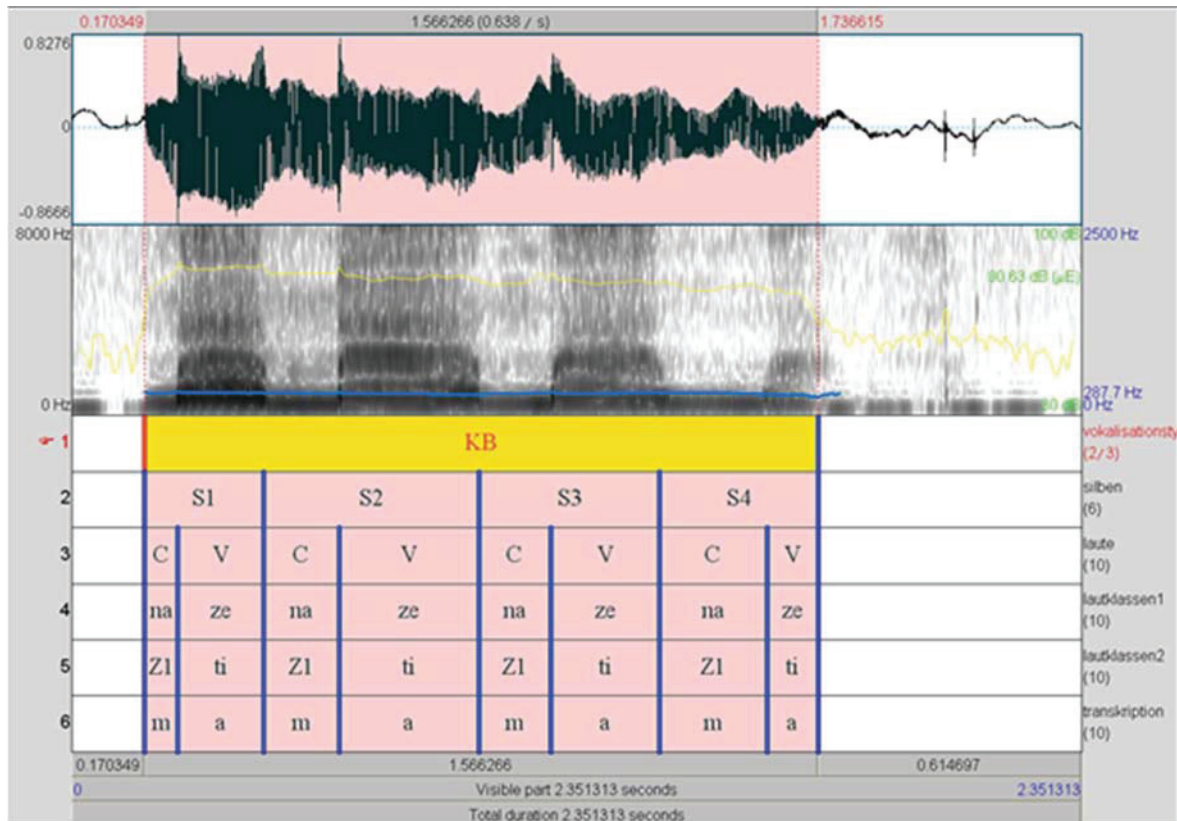 0.170349 1.566266 (0.638 / s) 1.736615
0.8276
0
-0.8666
8000 Hz 100 dB 2500 Hz
80.63 dB (µE)
287.7 Hz
0 Hz 0 Hz
1 KB vokalisationsty
(2/3)
2 S1 S2 S3 S4 silben
(6)
3 C V C V C V C V laute
(10)
4 na ze na ze na ze na ze lautklassen1
(10)
5 Z1 ti Z1 ti Z1 ti Z1 ti lautklassen2
(10)
6 m a m a m a m a transkription
(10)
0.170349 1.566266 0.614697
0 Visible part 2.351313 seconds 2.351313
Total duration 2.351313 seconds